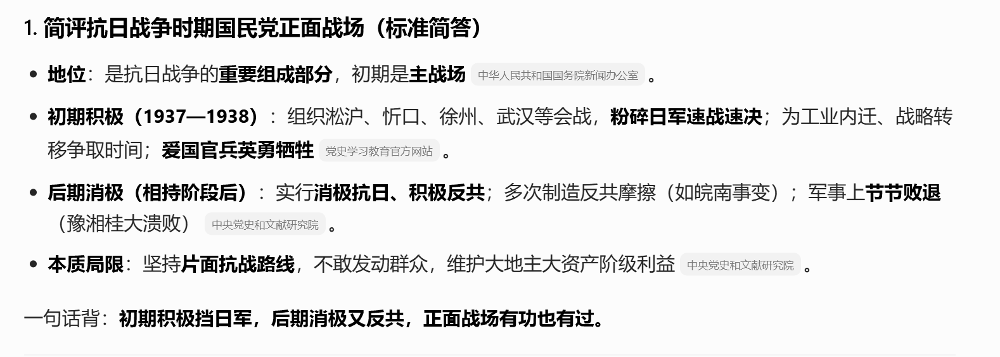 1. 简评抗日战争时期国民党正面战场（标准简答）
• 地位：是抗日战争的重要组成部分，初期是主战场 中华人民共和国国务院新闻办公室 。
• 初期积极（1937—1938）：组织淞沪、忻口、徐州、武汉等会战，粉碎日军速战速决；为工业内迁、战略转
移争取时间；爱国官兵英勇牺牲 党史学习教育官方网站 。
• 后期消极（相持阶段后）：实行消极抗日、积极反共；多次制造反共摩擦（如皖南事变）；军事上节节败退
（豫湘桂大溃败） 中央党史和文献研究院 。
• 本质局限：坚持片面抗战路线，不敢发动群众，维护大地主大资产阶级利益 中央党史和文献研究院 。
一句话背：初期积极挡日军，后期消极又反共，正面战场有功也有过。